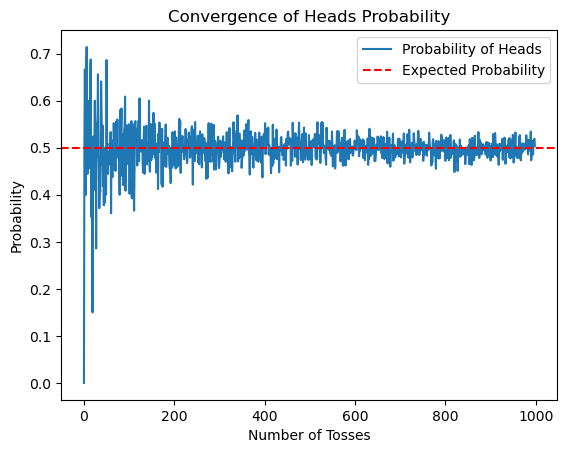 Convergence of Heads Probability
Probability of Heads
Expected Probability
Probability
0.7
0.6
0.5
0.4
0.3
0.2
0.1
0.0
0 200 400 600 800 1000
Number of Tosses